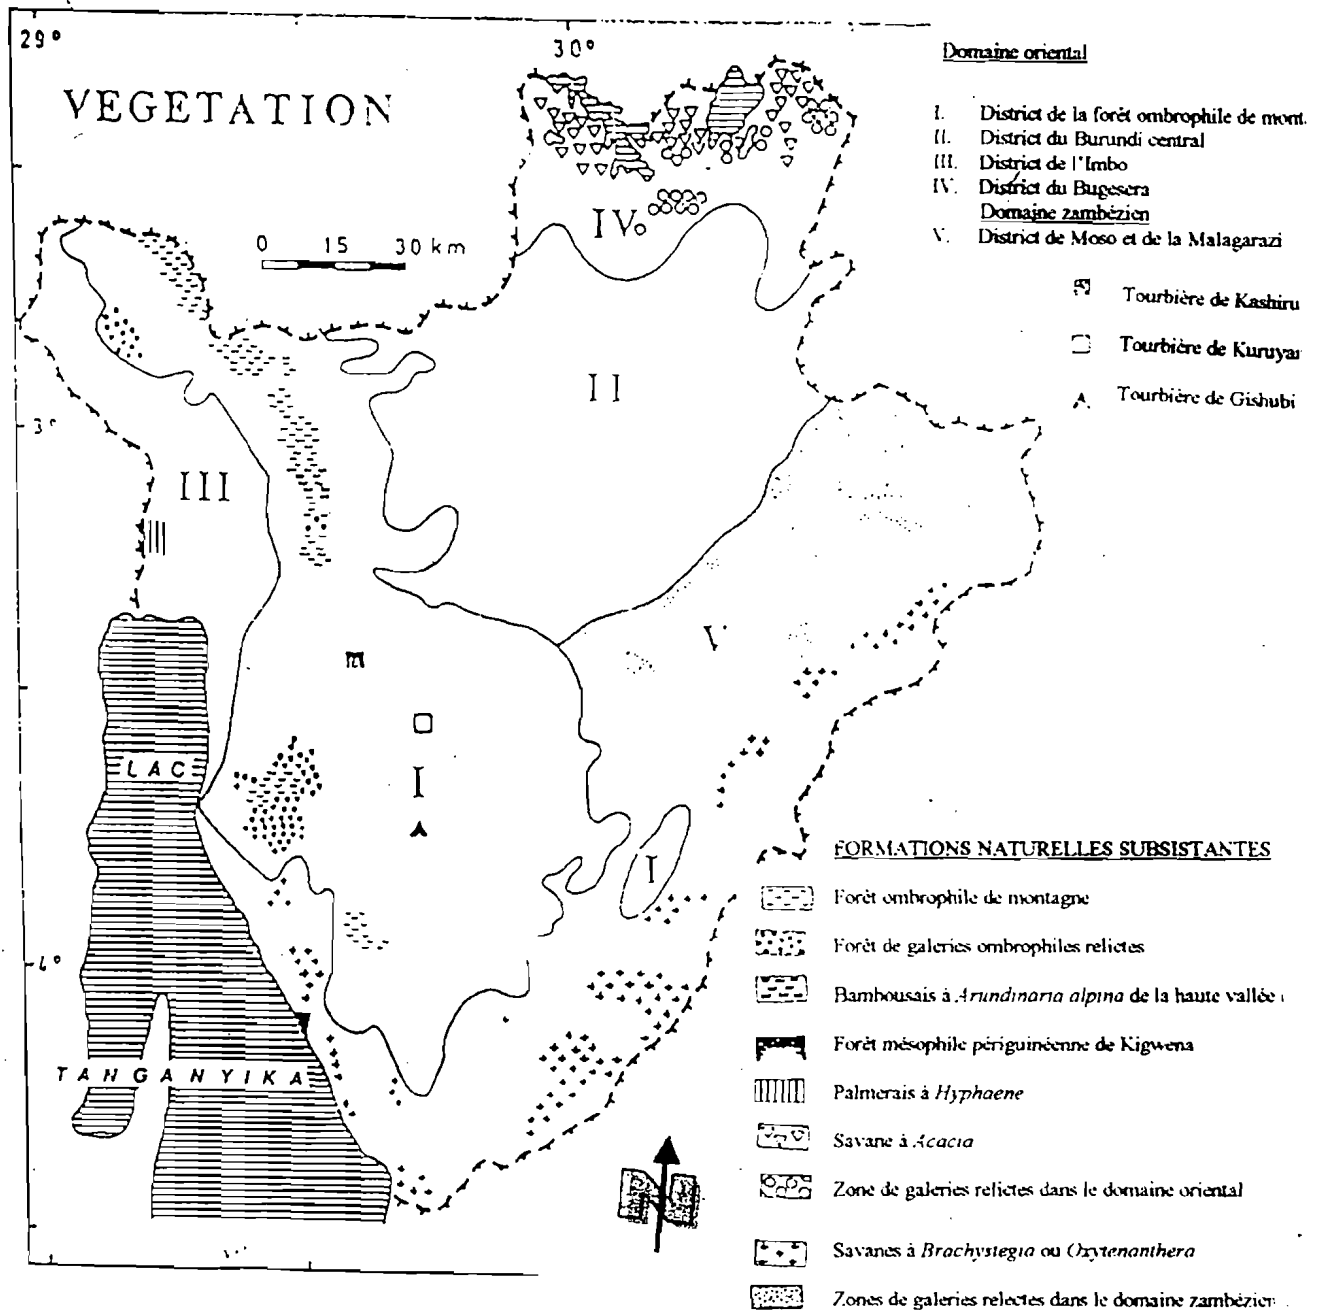 29°
30°
VEGETATION
0 15 30 km
3°
4°
IV
II
III
V
I
I
LAC
TANGANYIKA
Domaine oriental
I. District de la forêt ombrophile de mont.
II. District du Burundi central
III. District de l'Imbo
IV. District du Bugesera
Domaine zambézien
V. District de Moso et de la Malagarazi
Tourbière de Kashiru
Tourbière de Kuruyar
Tourbière de Gishubi
FORMATIONS NATURELLES SUBSISTANTES
Forêt ombrophile de montagne
Forêt de galeries ombrophiles relictes
Bambousais à Arundinaria alpina de la haute vallée
Forêt mésophile périguinéenne de Kigwena
Palmerais à Hyphaene
Savane à Acacia
Zone de galeries relictes dans le domaine oriental
Savanes à Brachystegia ou Oxytenanthera
Zones de galeries relectes dans le domaine zambézien